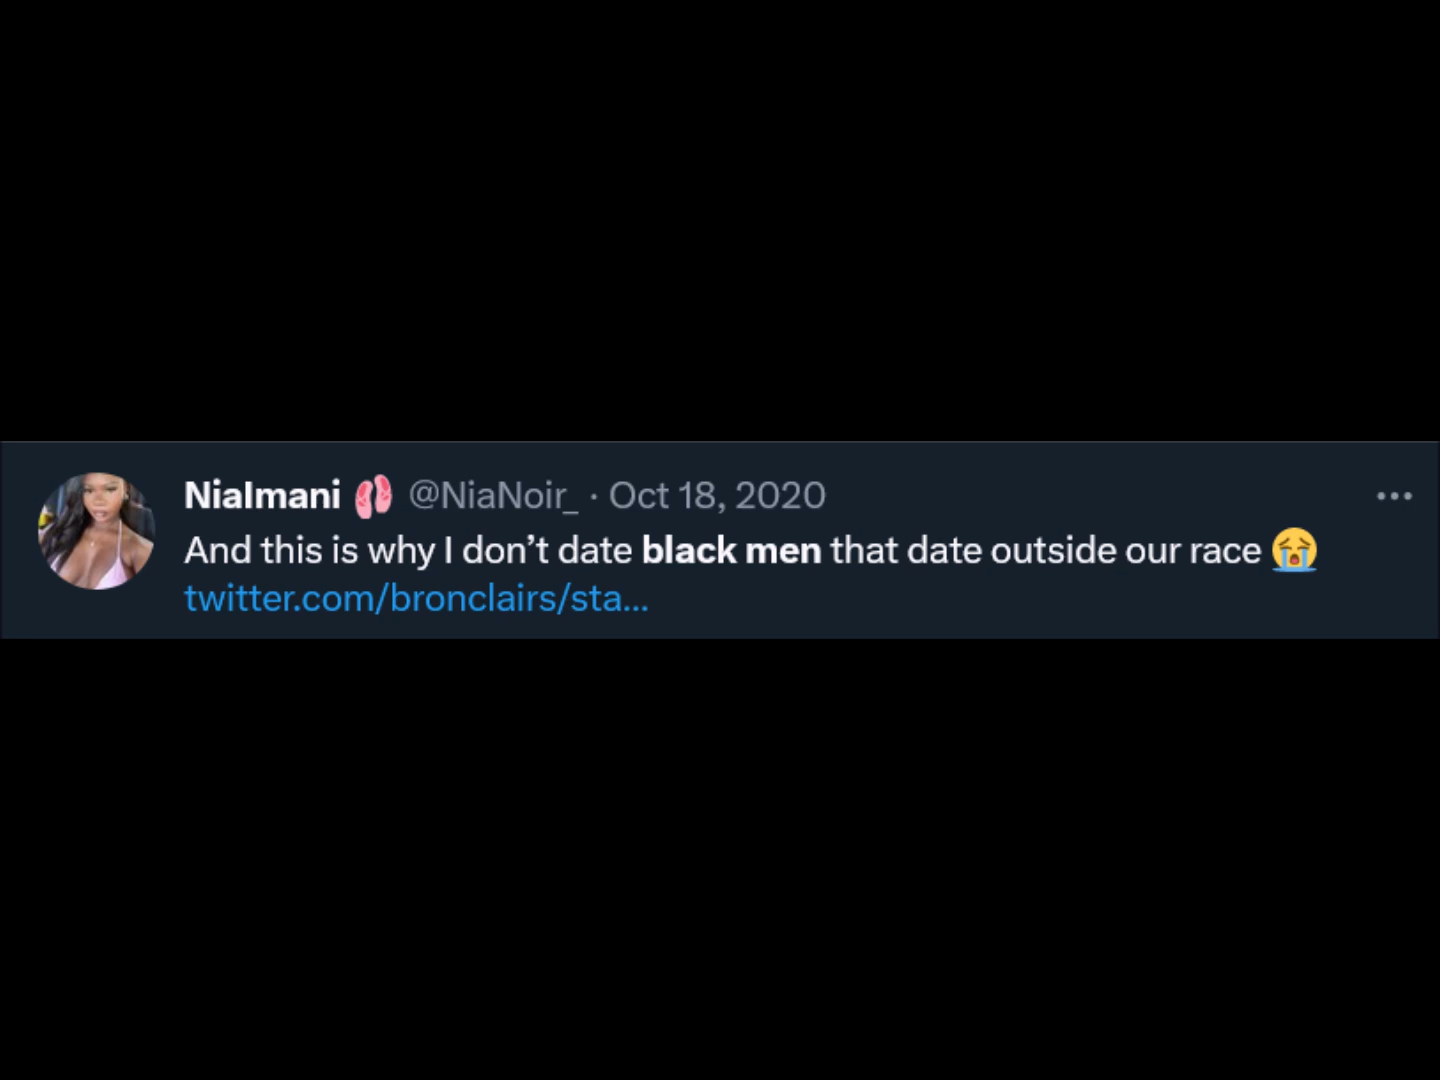 NiaImani 🩰 @NiaNoir_ · Oct 18, 2020
And this is why I don’t date black men that date outside our race 😭
twitter.com/bronclairs/sta...